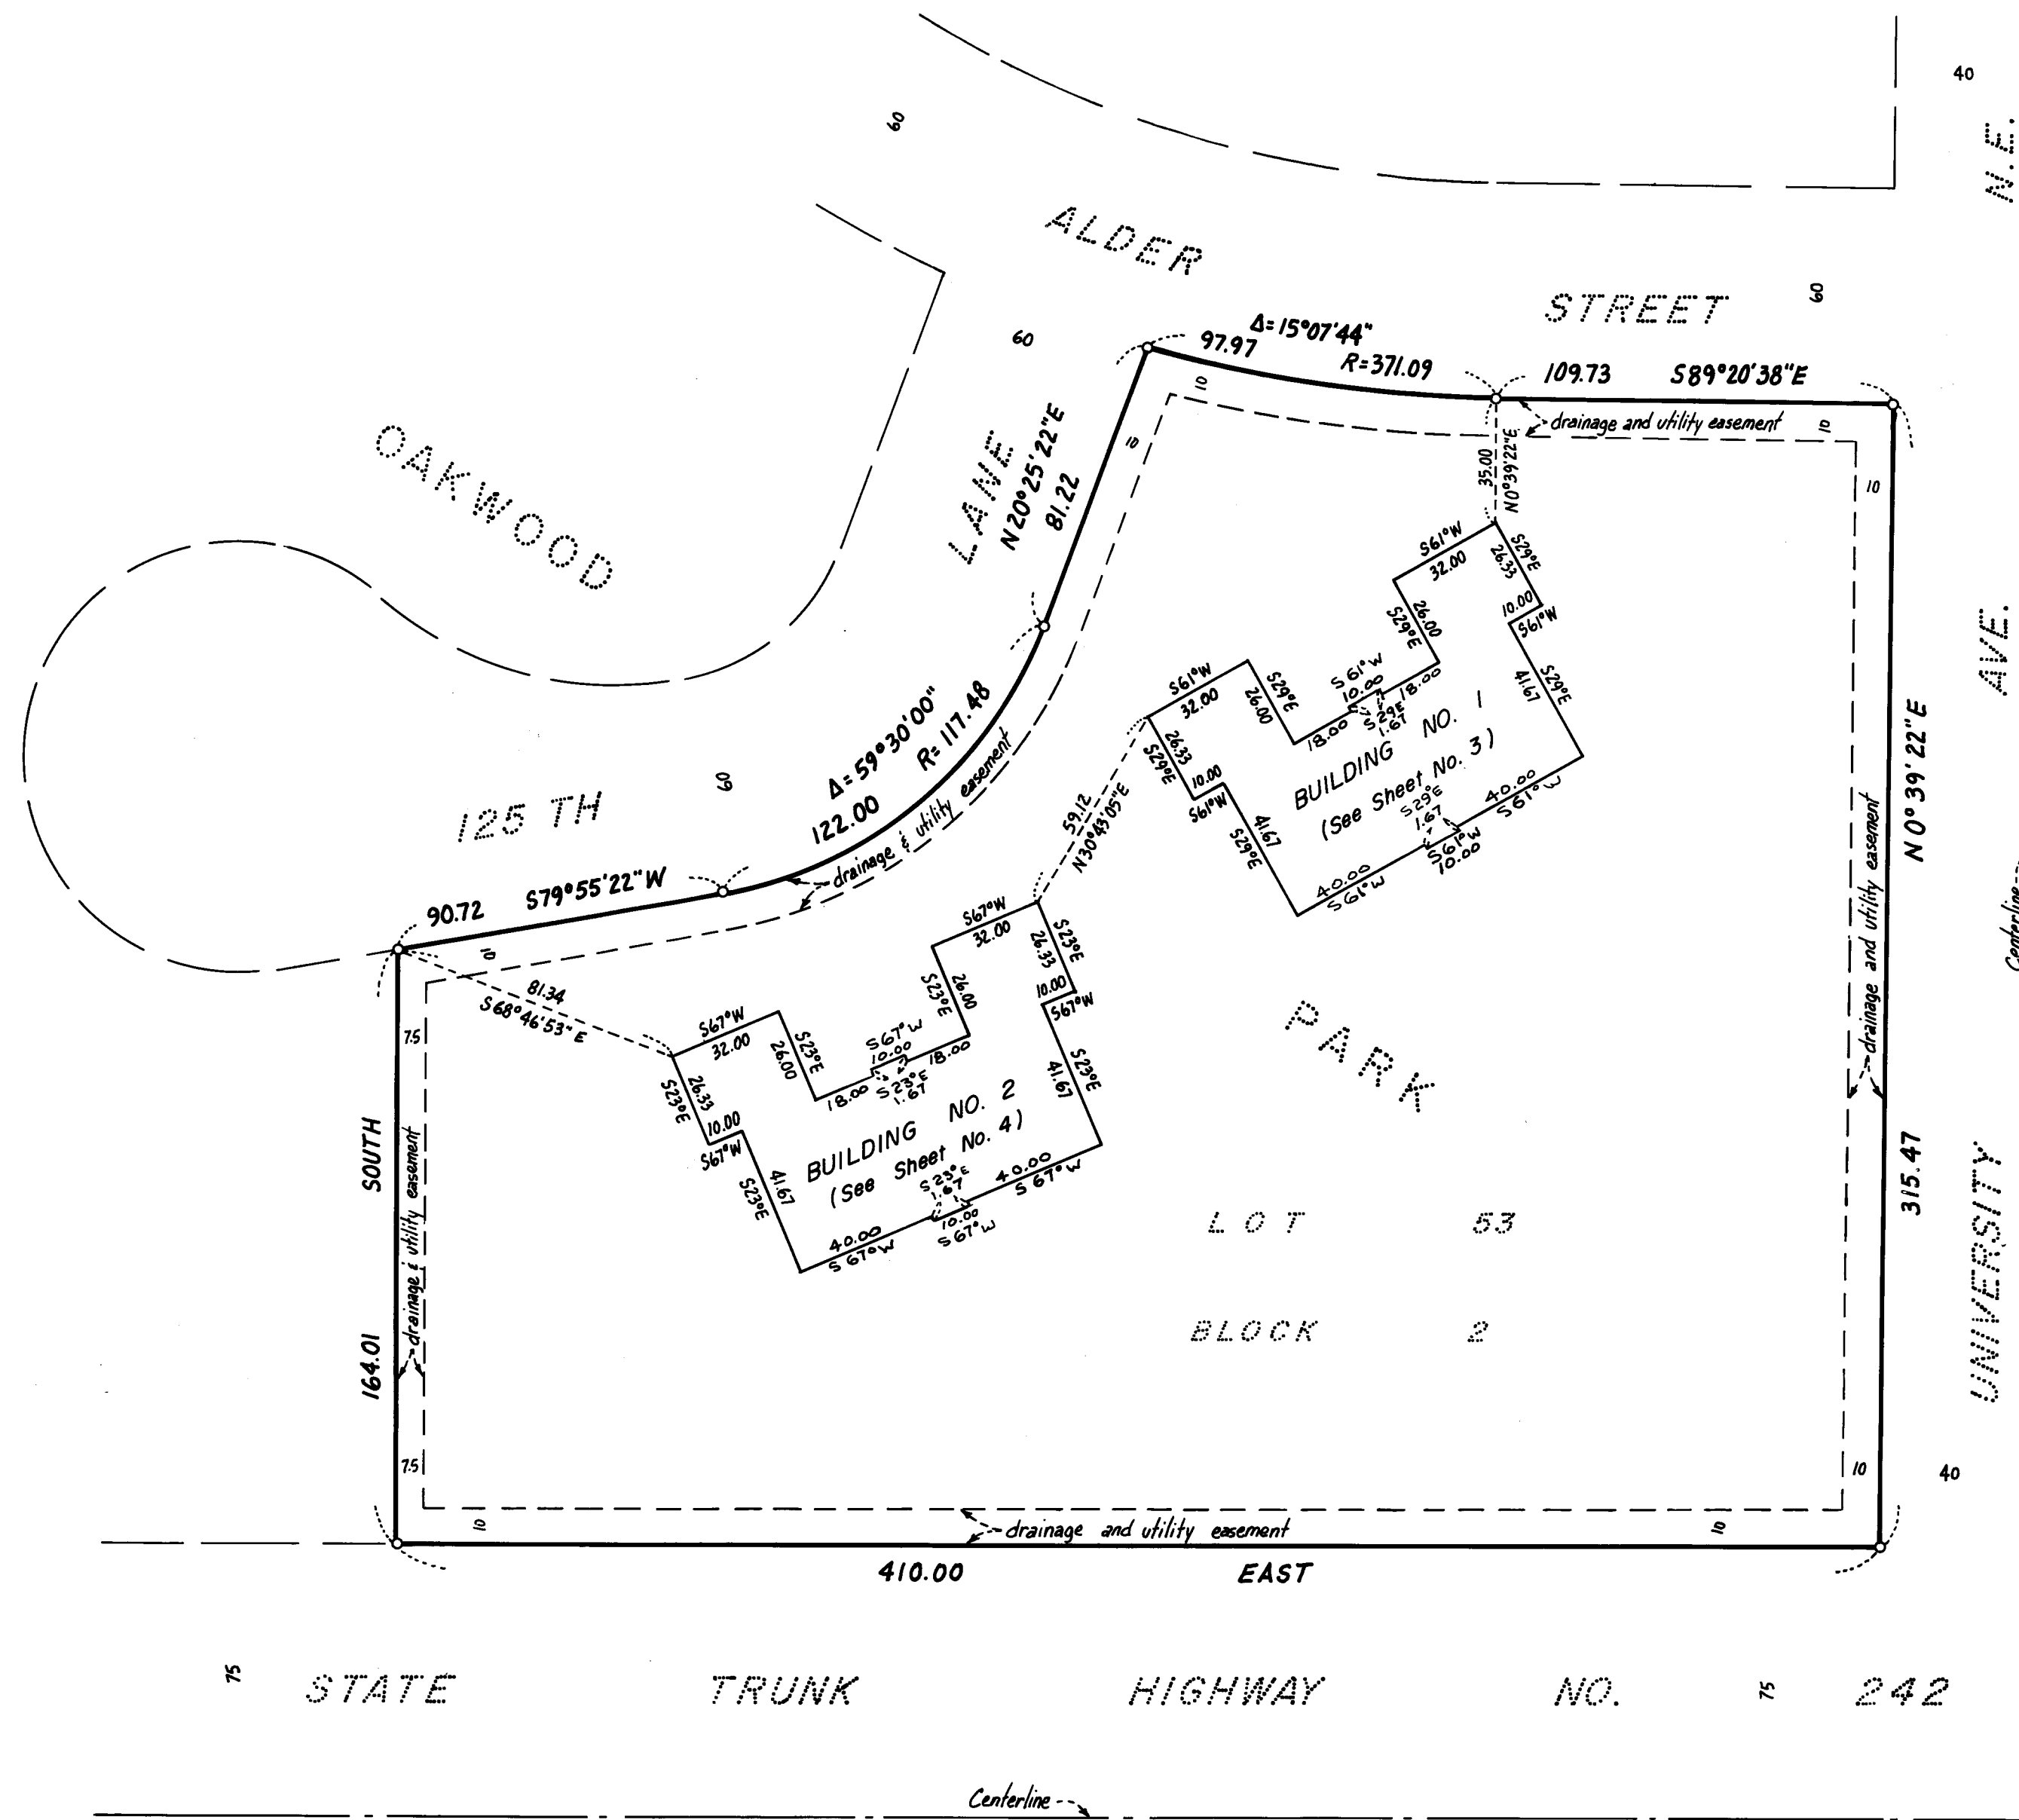 40
N.E.
60
ALDER
STREET
60
60
Δ=15°07'44"
97.97
R=371.09
109.73
S89°20'38"E
10
drainage and utility easement
10
OAKWOOD
LANE
N20°25'22"E
81.22
10
35.00
N0°39'22"E
10
S61°W
32.00
S29°E
26.33
10.00
S61°W
26.00
S29°E
S29°E
41.67
AVE.
S61°W
32.00
S29°E
26.00
S61°W
10.00
18.00
18.00
S29E
1.67
BUILDING NO. 1
(See Sheet No. 3)
26.33
S29°E
10.00
S61°W
41.67
S29°E
40.00
S61°W
S29°E
1.67
S61°W
10.00
40.00
S61°W
N0°39'22"E
125 TH
60
Δ=59°30'00"
R=117.48
122.00
drainage & utility easement
59.12
N30°43'05"E
drainage and utility easement
Centerline
90.72
S79°55'22"W
10
81.34
S68°46'53"E
7.5
S67°W
32.00
S23°E
26.33
10.00
S67°W
26.00
S23°E
S67°W
32.00
S23°E
26.00
S67°W
10.00
18.00
18.00
S23°E
1.67
S23°E
41.67
26.33
S23°E
10.00
S67°W
41.67
S23°E
BUILDING NO. 2
(See Sheet No. 4)
S23°E
1.67
40.00
S67°W
10.00
S67°W
40.00
S67°W
PARK
SOUTH
164.01
drainage & utility easement
315.47
UNIVERSITY
LOT 53
BLOCK 2
7.5
10
10
40
10
drainage and utility easement
10
410.00
EAST
75
STATE TRUNK HIGHWAY NO.
75
242
Centerline